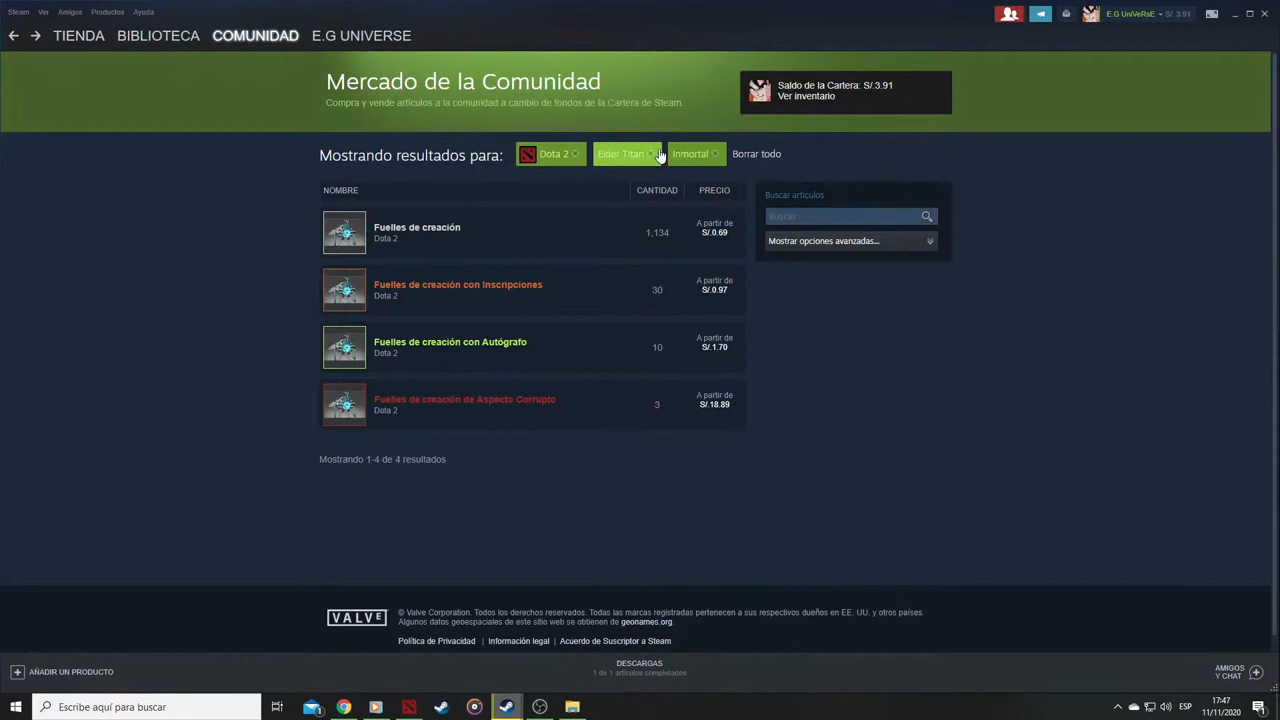 Steam Ver Amigos Productos Ayuda
E.G UniVeRsE S/.3.91
TIENDA BIBLIOTECA COMUNIDAD E.G UNIVERSE
Mercado de la Comunidad
Compra y vende artículos a la comunidad a cambio de fondos de la Cartera de Steam.
Saldo de la Cartera: S/.3.91
Ver inventario
Mostrando resultados para: Dota 2 Elder Titan Inmortal Borrar todo
NOMBRE CANTIDAD PRECIO
Fuelles de creación
Dota 2
1,134
A partir de
S/.0.69
Fuelles de creación con Inscripciones
Dota 2
30
A partir de
S/.0.97
Fuelles de creación con Autógrafo
Dota 2
10
A partir de
S/.1.70
Fuelles de creación de Aspecto Corrupto
Dota 2
3
A partir de
S/.18.89
Mostrando 1-4 de 4 resultados
Buscar artículos
Buscar
Mostrar opciones avanzadas...
VALVE
© Valve Corporation. Todos los derechos reservados. Todas las marcas registradas pertenecen a sus respectivos dueños en EE. UU. y otros países.
Algunos datos geoespaciales de este sitio web se obtienen de geonames.org.
Política de Privacidad | Información legal | Acuerdo de Suscriptor a Steam
AÑADIR UN PRODUCTO
DESCARGAS
1 de 1 artículos completados
AMIGOS
Y CHAT
Escribe aquí para buscar
ESP
17:47
11/11/2020